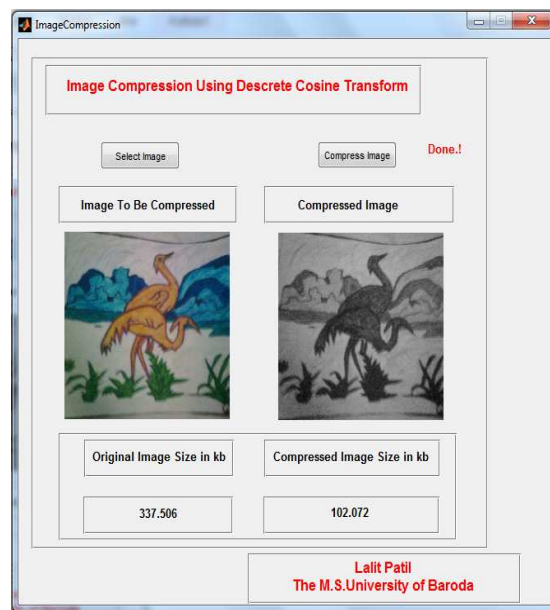 ImageCompression
Image Compression Using Descrete Cosine Transform
Select Image
Compress Image
Done.!
Image To Be Compressed
Compressed Image
Original Image Size in kb
Compressed Image Size in kb
337.506
102.072
Lalit Patil
The M.S.University of Baroda